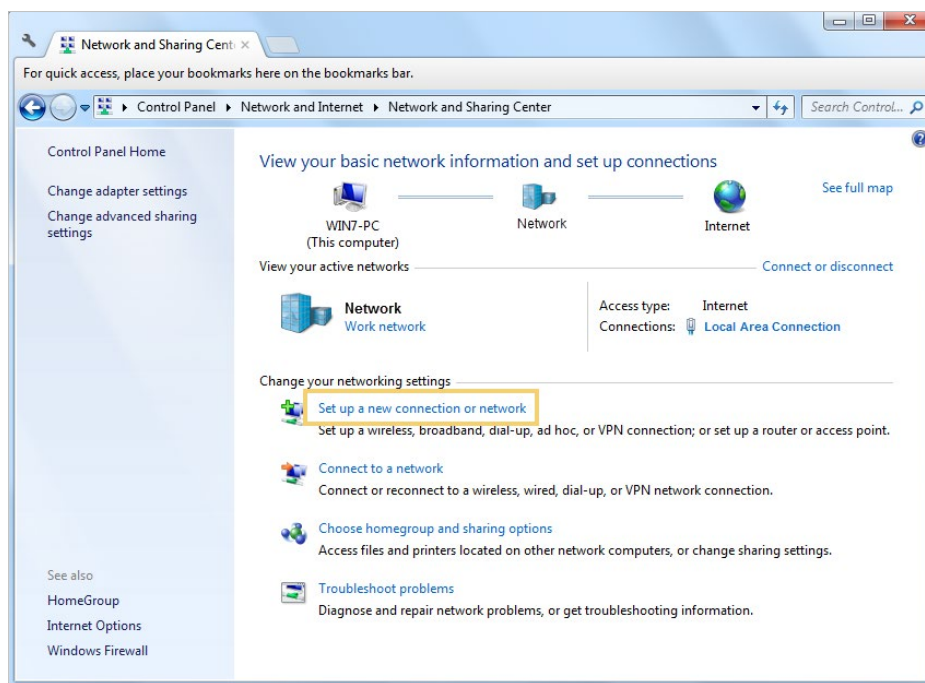 Network and Sharing Cent
For quick access, place your bookmarks here on the bookmarks bar.
Control Panel Network and Internet Network and Sharing Center
Search Control...
Control Panel Home
Change adapter settings
Change advanced sharing
settings
See also
HomeGroup
Internet Options
Windows Firewall
View your basic network information and set up connections
See full map
WIN7-PC
(This computer)
Network
Internet
View your active networks
Connect or disconnect
Network
Work network
Access type: Internet
Connections: Local Area Connection
Change your networking settings
Set up a new connection or network
Set up a wireless, broadband, dial-up, ad hoc, or VPN connection; or set up a router or access point.
Connect to a network
Connect or reconnect to a wireless, wired, dial-up, or VPN network connection.
Choose homegroup and sharing options
Access files and printers located on other network computers, or change sharing settings.
Troubleshoot problems
Diagnose and repair network problems, or get troubleshooting information.